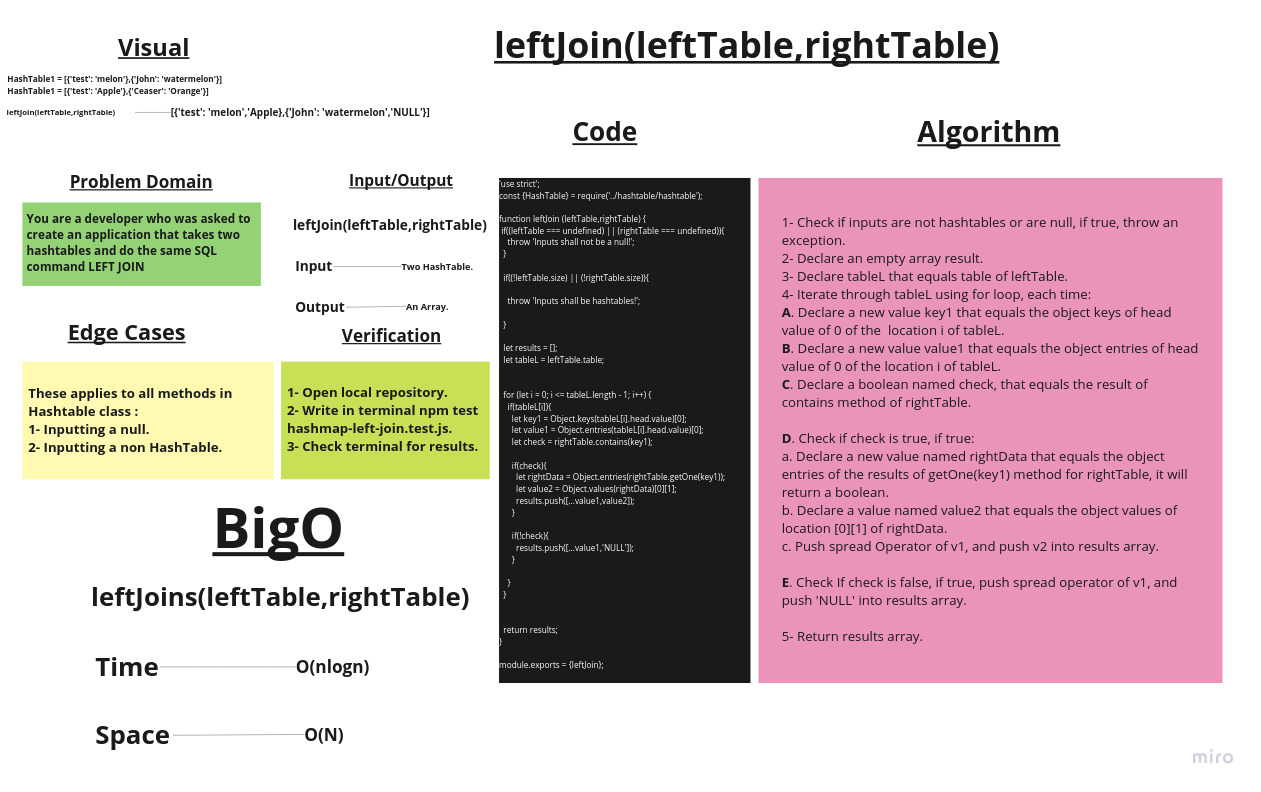 leftJoin(leftTable,rightTable)
Visual
HashTable1 = [{'test': 'melon'},{'John': 'watermelon'}]
HashTable1 = [{'test': 'Apple'},{'Ceaser': 'Orange'}]
leftJoin(leftTable,rightTable)
[{'test': 'melon','Apple},{'John': 'watermelon','NULL'}]
Problem Domain
You are a developer who was asked to
create an application that takes two
hashtables and do the same SQL
command LEFT JOIN
Input/Output
leftJoin(leftTable,rightTable)
Input
Two HashTable.
Output
An Array.
Edge Cases
These applies to all methods in
Hashtable class :
1- Inputting a null.
2- Inputting a non HashTable.
Verification
1- Open local repository.
2- Write in terminal npm test
hashmap-left-join.test.js.
3- Check terminal for results.
BigO
leftJoins(leftTable,rightTable)
Time
O(nlogn)
Space
O(N)
Code
'use strict';
const {HashTable} = require('../hashtable/hashtable');
function leftJoin (leftTable,rightTable) {
if((leftTable === undefined) || (rightTable === undefined)){
throw 'Inputs shall not be a null!';
}
if((!leftTable.size) || (!rightTable.size)){
throw 'Inputs shall be hashtables!';
}
let results = [];
let tableL = leftTable.table;
for (let i = 0; i <= tableL.length - 1; i++) {
if(tableL[i]){
let key1 = Object.keys(tableL[i].head.value)[0];
let value1 = Object.entries(tableL[i].head.value)[0];
let check = rightTable.contains(key1);
if(check){
let rightData = Object.entries(rightTable.getOne(key1));
let value2 = Object.values(rightData)[0][1];
results.push([...value1,value2]);
}
if(!check){
results.push([...value1,'NULL']);
}
}
}
return results;
}
module.exports = {leftJoin};
Algorithm
1- Check if inputs are not hashtables or are null, if true, throw an
exception.
2- Declare an empty array result.
3- Declare tableL that equals table of leftTable.
4- Iterate through tableL using for loop, each time:
A. Declare a new value key1 that equals the object keys of head
value of 0 of the  location i of tableL.
B. Declare a new value value1 that equals the object entries of head
value of 0 of the location i of tableL.
C. Declare a boolean named check, that equals the result of
contains method of rightTable.
D. Check if check is true, if true:
a. Declare a new value named rightData that equals the object
entries of the results of getOne(key1) method for rightTable, it will
return a boolean.
b. Declare a value named value2 that equals the object values of
location [0][1] of rightData.
c. Push spread Operator of v1, and push v2 into results array.
E. Check If check is false, if true, push spread operator of v1, and
push 'NULL' into results array.
5- Return results array.
miro